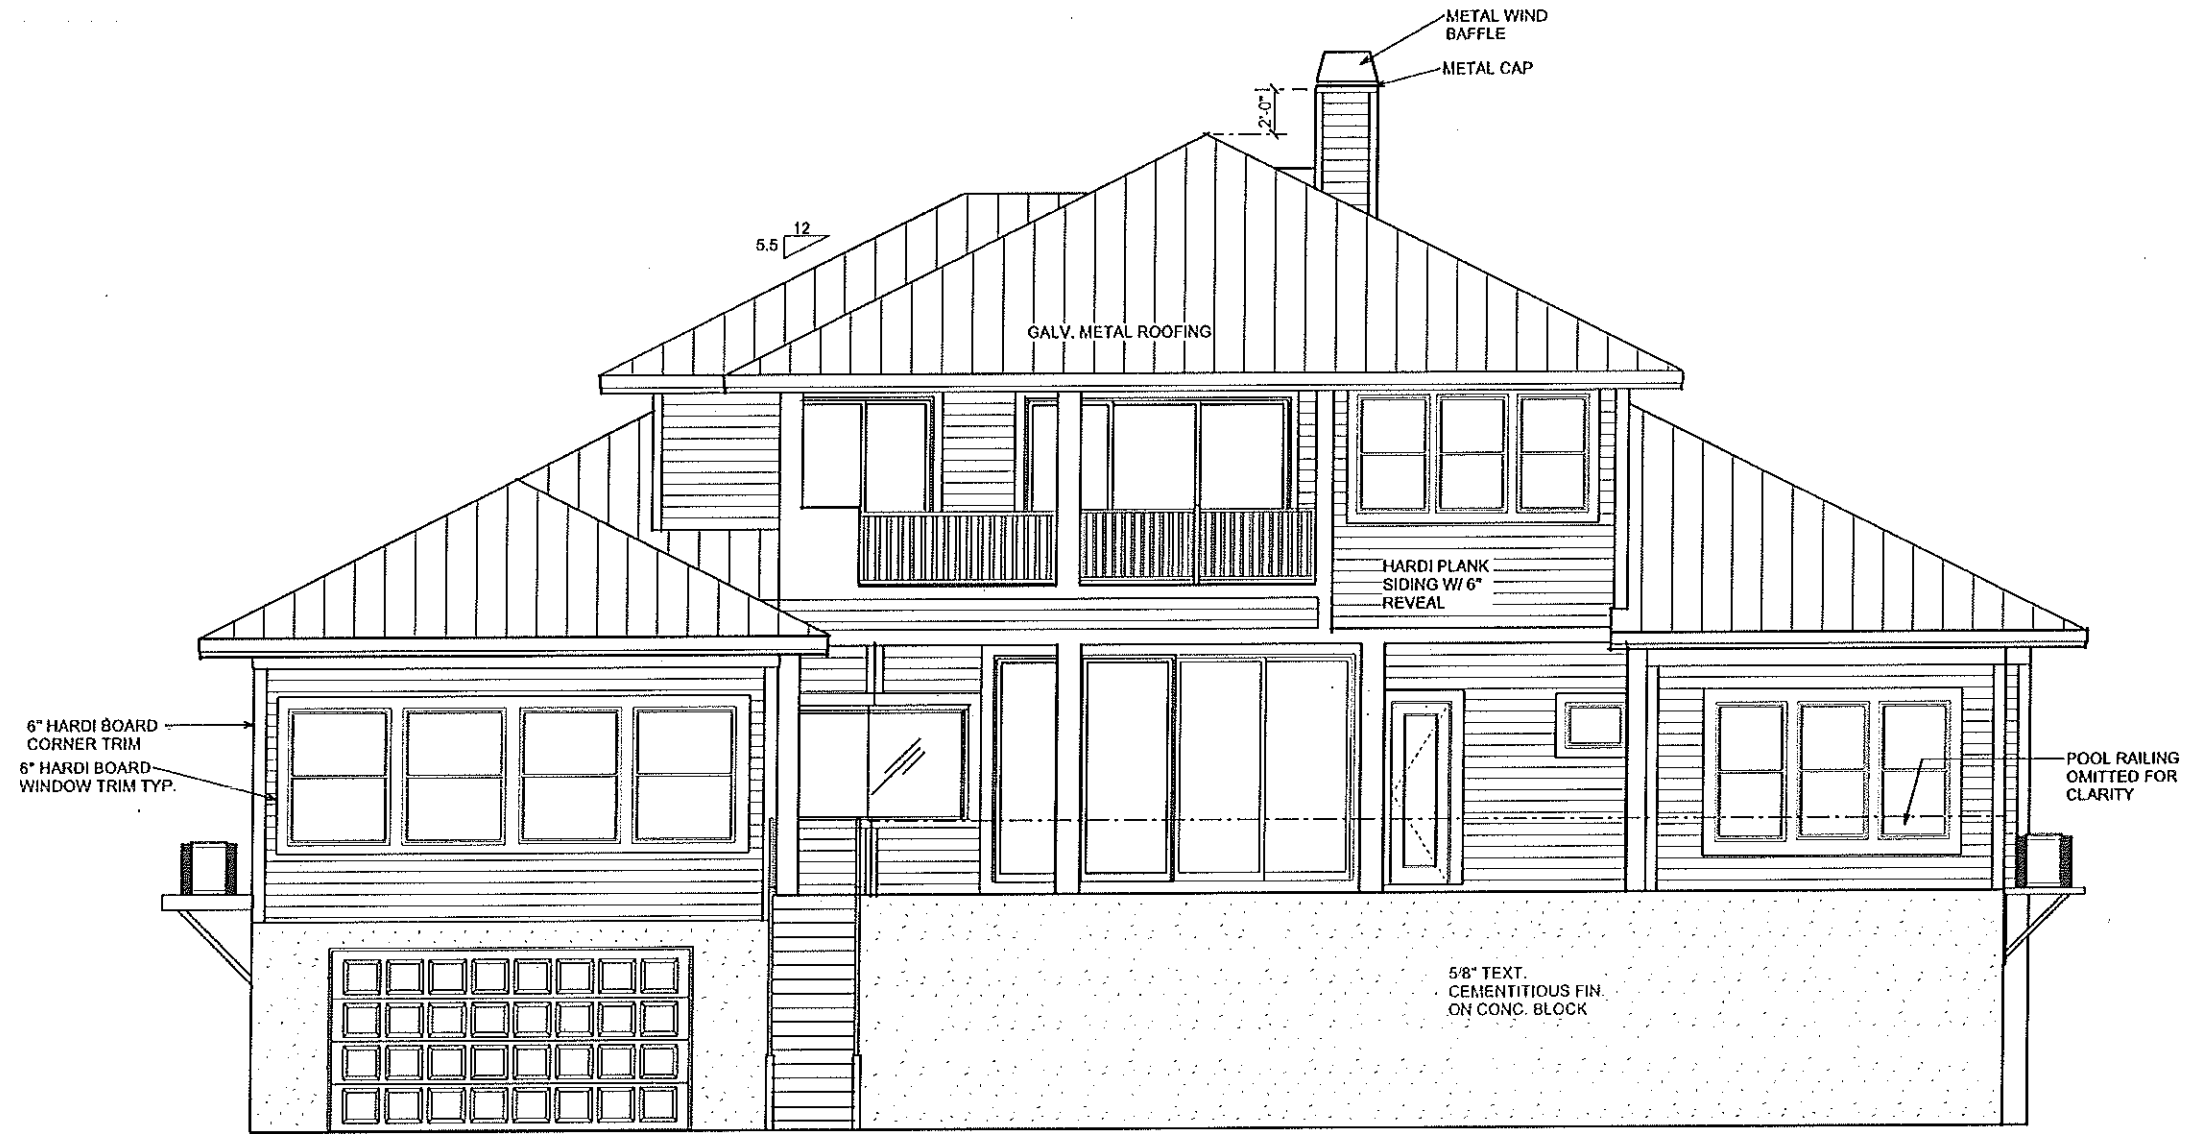 METAL WIND
BAFFLE
METAL CAP
2'-0"
12
5.5
GALV. METAL ROOFING
HARDI PLANK
SIDING W/ 6"
REVEAL
6" HARDI BOARD
CORNER TRIM
6" HARDI BOARD
WINDOW TRIM TYP.
POOL RAILING
OMITTED FOR
CLARITY
5/8" TEXT.
CEMENTITIOUS FIN.
ON CONC. BLOCK